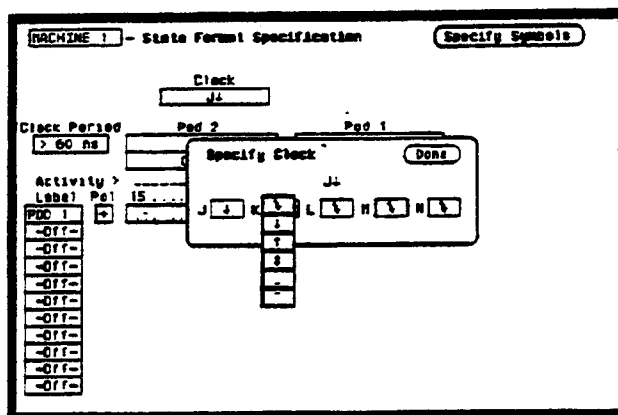 MACHINE 1 - State Format Specification Specify Symbols
Clock
J↓
Clock Period Pod 2 Pod 1
> 60 ns
Specify Clock Done
Activity >
J↓
Label Pol 15 ....
POD 1 + -
J ↓ K L M N
↓
↑
↕
-
-
-Off-
-Off-
-Off-
-Off-
-Off-
-Off-
-Off-
-Off-
-Off-
-Off-